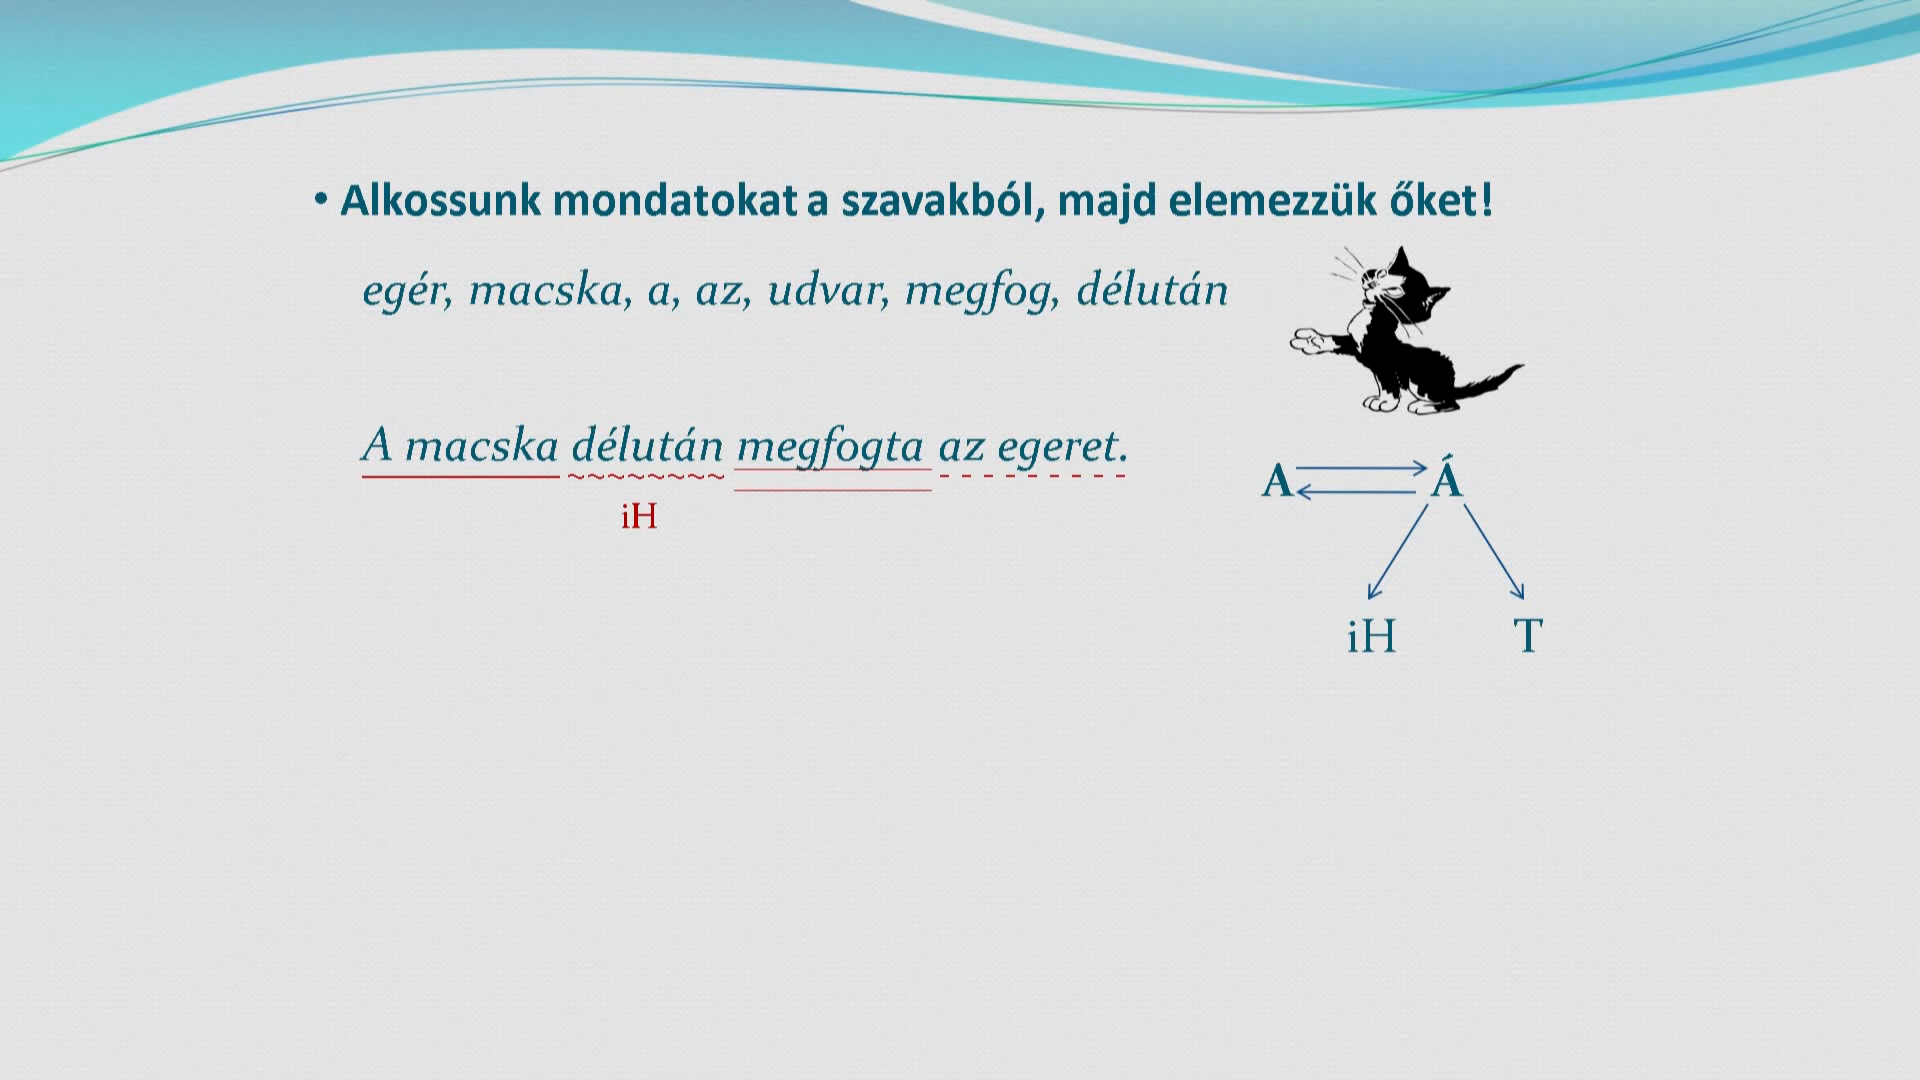 • Alkossunk mondatokat a szavakból, majd elemezzük őket!
egér, macska, a, az, udvar, megfog, délután
A macska délután megfogta az egeret.
iH
A Á
iH T